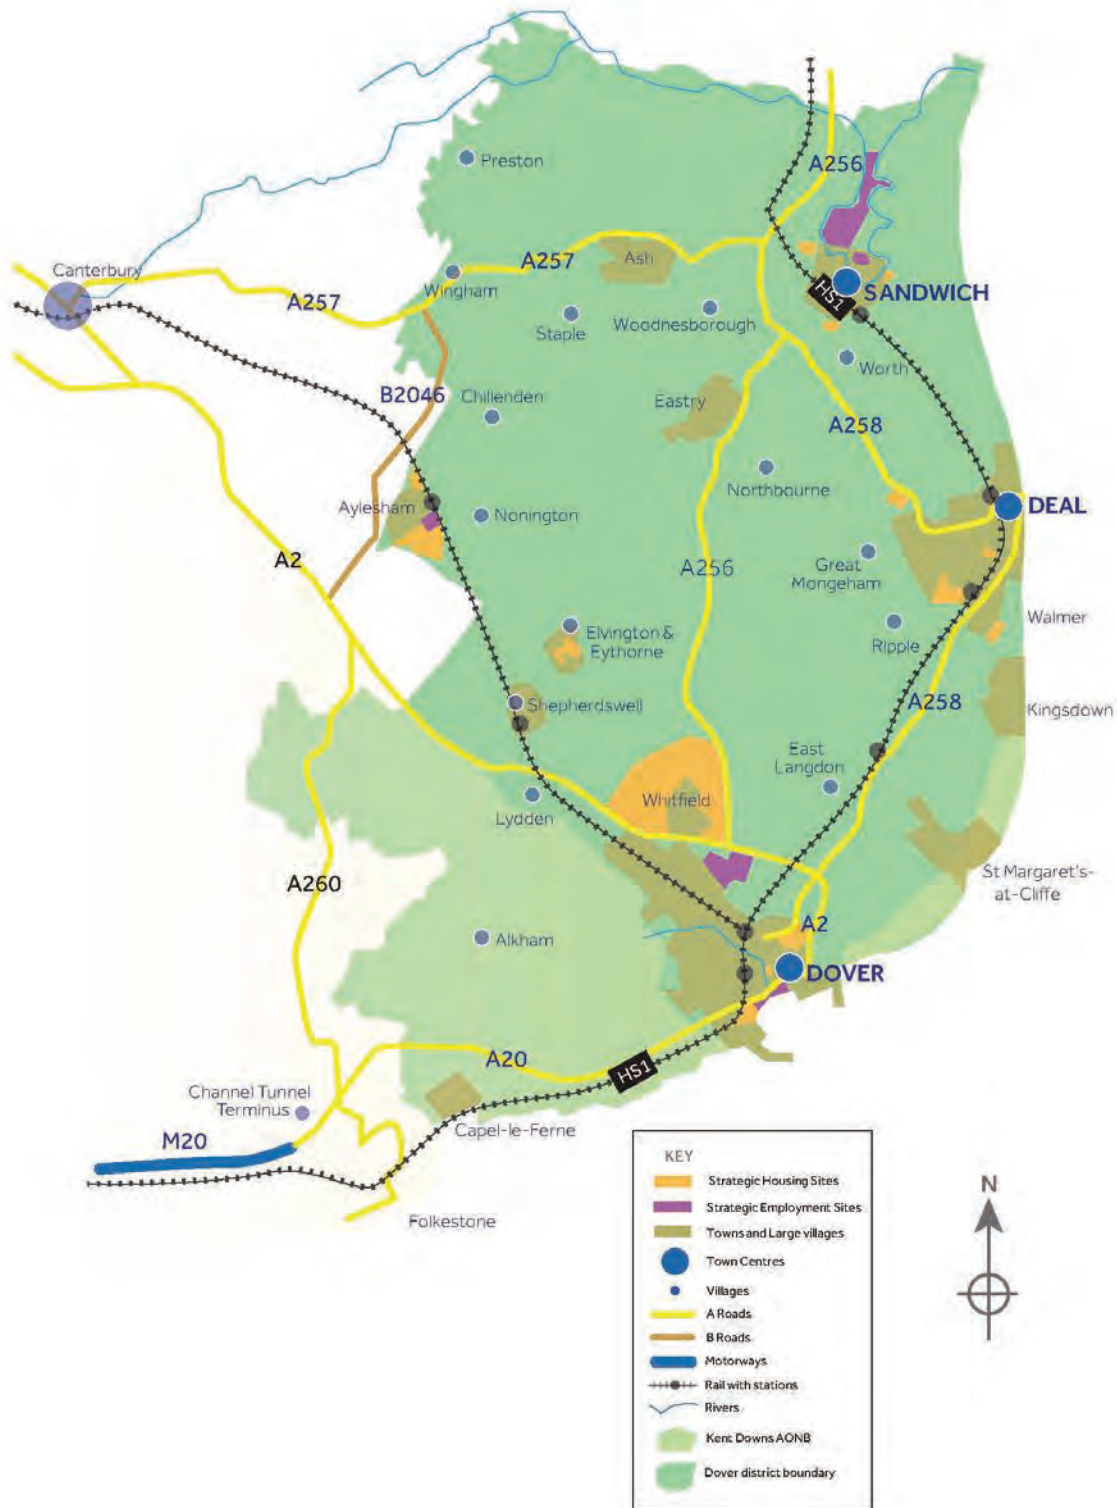 Preston
A256
Canterbury
A257
Wingham
A257
Ash
HS1
SANDWICH
Staple
Woodnesborough
Worth
B2046
Chillenden
Eastry
A258
Northbourne
Aylesham
Nonington
DEAL
A2
A256
Great
Mongeham
Elvington &
Eythorne
Ripple
Walmer
Shepherdswell
A258
Kingsdown
East
Langdon
Whitfield
Lydden
A260
St Margaret's-
at-Cliffe
Alkham
A2
DOVER
A20
HS1
Channel Tunnel
Terminus
Capel-le-Ferne
M20
Folkestone
KEY
Strategic Housing Sites
Strategic Employment Sites
Towns and Large villages
Town Centres
Villages
A Roads
B Roads
Motorways
Rail with stations
Rivers
Kent Downs AONB
Dover district boundary
N